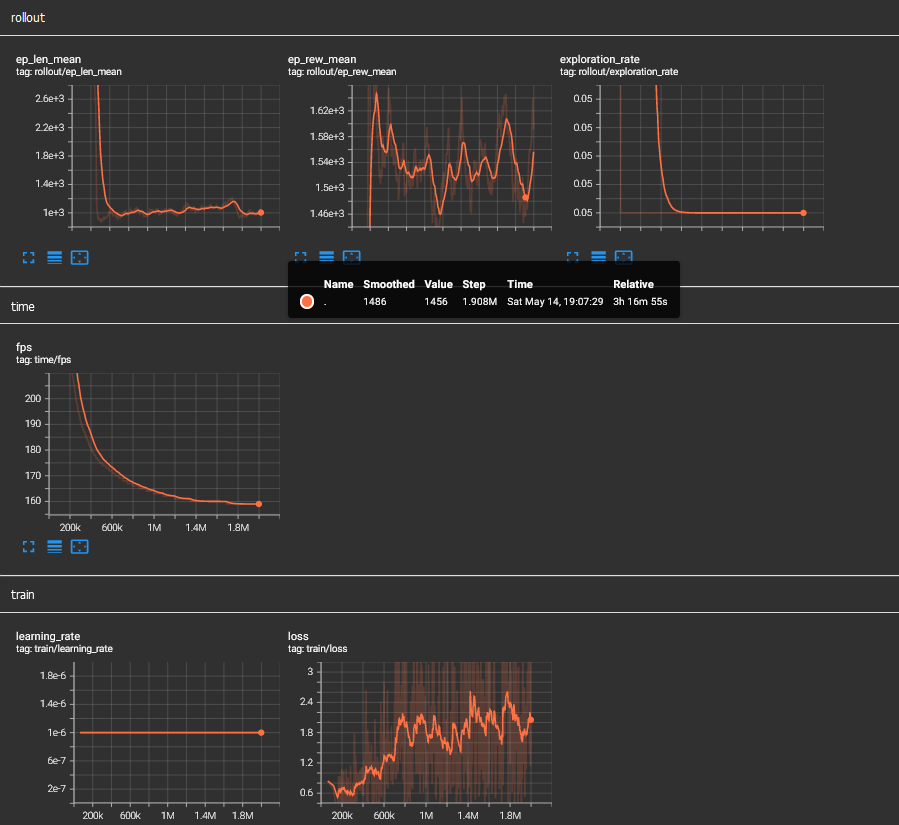 rollout
ep_len_mean
tag: rollout/ep_len_mean
2.6e+3
2.2e+3
1.8e+3
1.4e+3
1e+3
ep_rew_mean
tag: rollout/ep_rew_mean
1.62e+3
1.58e+3
1.54e+3
1.5e+3
1.46e+3
exploration_rate
tag: rollout/exploration_rate
0.05
0.05
0.05
0.05
0.05
Name Smoothed Value Step Time Relative
. 1486 1456 1.908M Sat May 14, 19:07:29 3h 16m 55s
time
fps
tag: time/fps
200
190
180
170
160
200k 600k 1M 1.4M 1.8M
train
learning_rate
tag: train/learning_rate
1.8e-6
1.4e-6
1e-6
6e-7
2e-7
200k 600k 1M 1.4M 1.8M
loss
tag: train/loss
3
2.4
1.8
1.2
0.6
200k 600k 1M 1.4M 1.8M